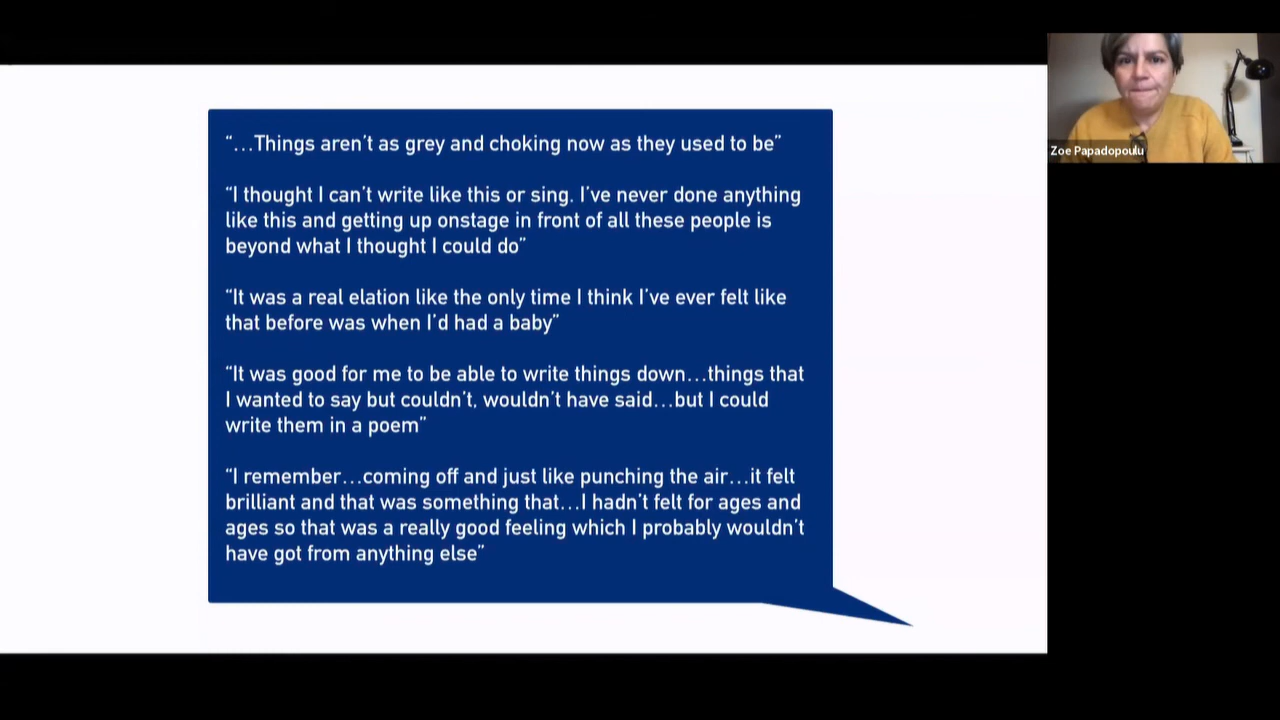 “…Things aren’t as grey and choking now as they used to be”
“I thought I can’t write like this or sing. I’ve never done anything
like this and getting up onstage in front of all these people is
beyond what I thought I could do”
“It was a real elation like the only time I think I’ve ever felt like
that before was when I’d had a baby”
“It was good for me to be able to write things down…things that
I wanted to say but couldn’t, wouldn’t have said…but I could
write them in a poem”
“I remember…coming off and just like punching the air…it felt
brilliant and that was something that…I hadn’t felt for ages and
ages so that was a really good feeling which I probably wouldn’t
have got from anything else”
Zoe Papadopoulu